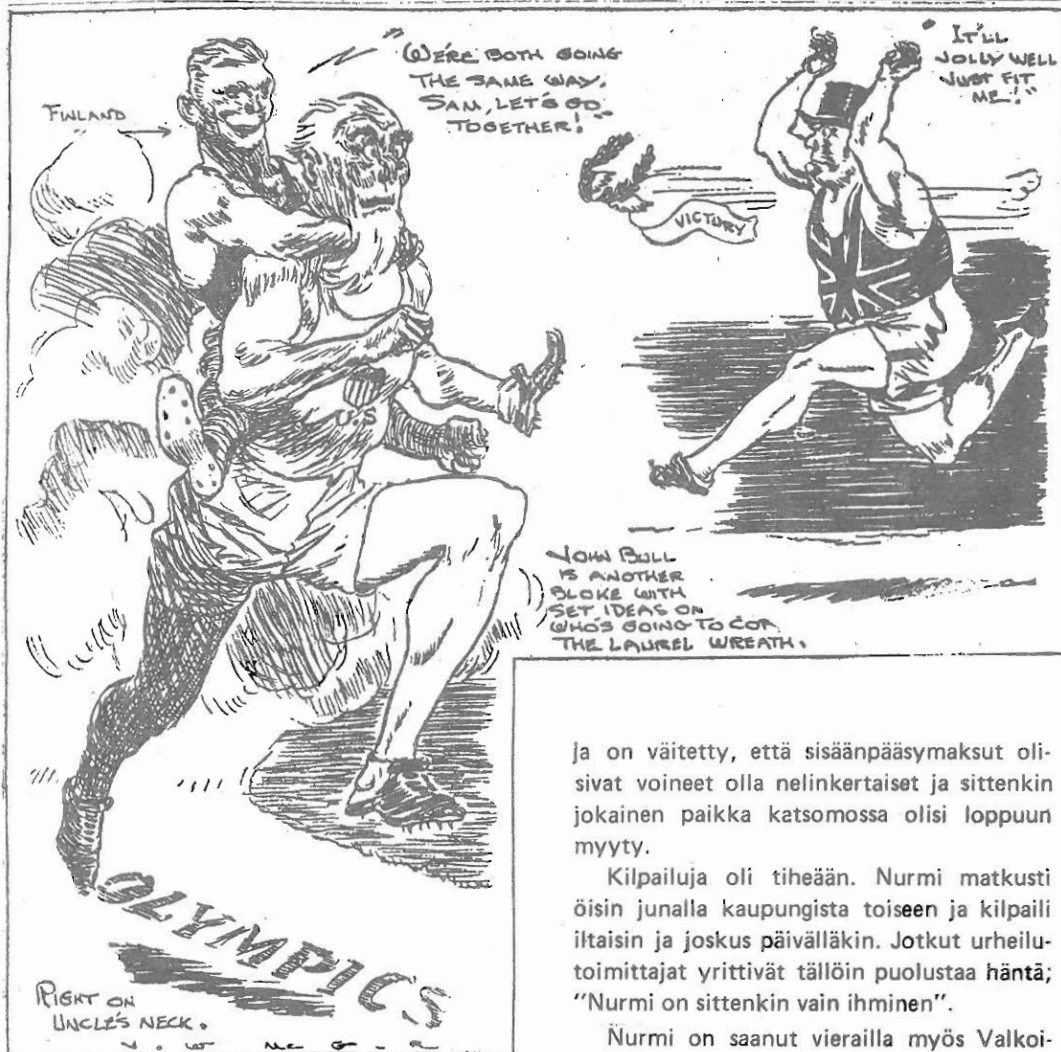 FINLAND
"WE'RE BOTH GOING
THE SAME WAY,
SAM, LET'S GO
TOGETHER!"
"IT'LL
JOLLY WELL
JUST FIT
ME!"
VICTURY
U.S
JOHN BULL
IS ANOTHER
BLOKE WITH
SET IDEAS ON
WHO'S GOING TO COP
THE LAUREL WREATH.
OLYMPICS
RIGHT ON
UNCLE'S NECK.
ja on väitetty, että sisäänpääsymaksut oli-
sivat voineet olla nelinkertaiset ja sittenkin
jokainen paikka katsomossa olisi loppuun
myyty.
Kilpailuja oli tiheään. Nurmi matkusti
öisin junalla kaupungista toiseen ja kilpaili
iltaisin ja joskus päivälläkin. Jotkut urheilu-
toimittajat yrittivät tällöin puolustaa häntä;
"Nurmi on sittenkin vain ihminen".
Nurmi on saanut vierailla myös Valkoi-